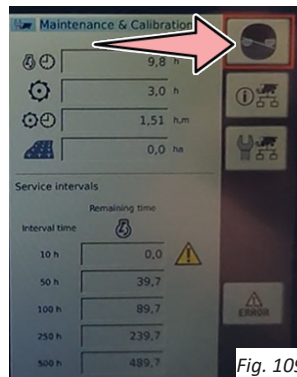 Maintenance & Calibration
9,8 h
3,0 h
1,51 h.m
0,0 ha
Service intervals
Remaining time
Interval time
10 h 0,0
50 h 39,7
100 h 89,7
250 h 239,7
500 h 489,7
ERROR
Fig. 109